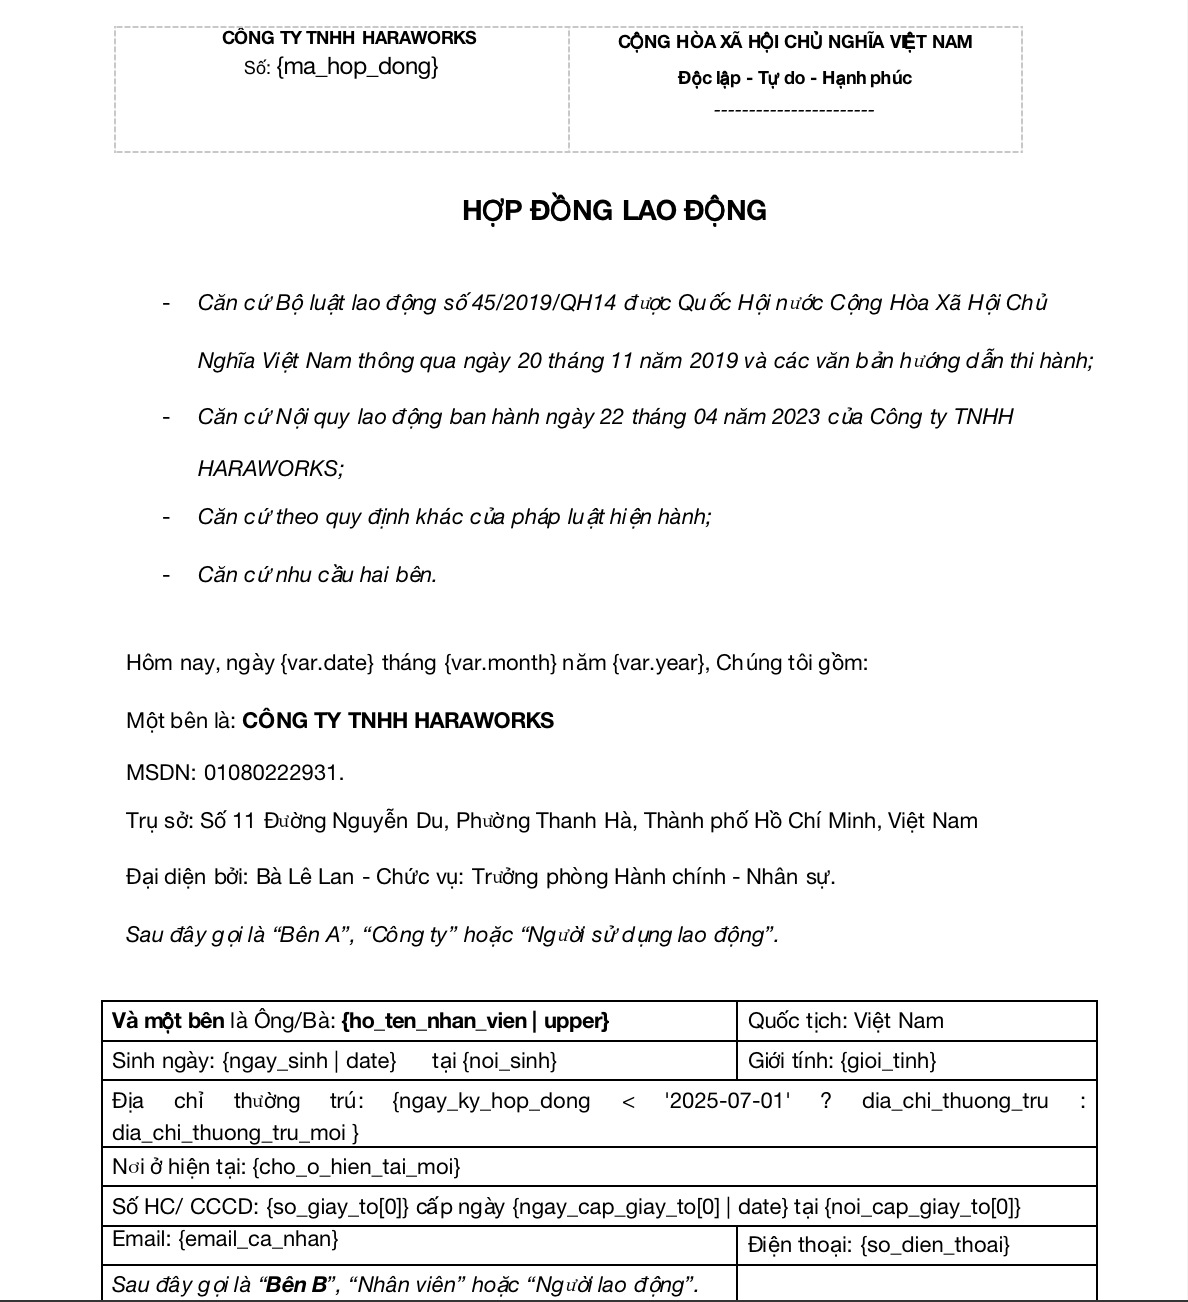 CÔNG TY TNHH HARAWORKS
Số: {ma_hop_dong}
CỘNG HÒA XÃ HỘI CHỦ NGHĨA VIỆT NAM
Độc lập - Tự do - Hạnh phúc
-----------------------
HỢP ĐỒNG LAO ĐỘNG
- Căn cứ Bộ luật lao động số 45/2019/QH14 được Quốc Hội nước Cộng Hòa Xã Hội Chủ
Nghĩa Việt Nam thông qua ngày 20 tháng 11 năm 2019 và các văn bản hướng dẫn thi hành;
- Căn cứ Nội quy lao động ban hành ngày 22 tháng 04 năm 2023 của Công ty TNHH
HARAWORKS;
- Căn cứ theo quy định khác của pháp luật hiện hành;
- Căn cứ nhu cầu hai bên.
Hôm nay, ngày {var.date} tháng {var.month} năm {var.year}, Chúng tôi gồm:
Một bên là: CÔNG TY TNHH HARAWORKS
MSDN: 01080222931.
Trụ sở: Số 11 Đường Nguyễn Du, Phường Thanh Hà, Thành phố Hồ Chí Minh, Việt Nam
Đại diện bởi: Bà Lê Lan - Chức vụ: Trưởng phòng Hành chính - Nhân sự.
Sau đây gọi là “Bên A”, “Công ty” hoặc “Người sử dụng lao động”.
Và một bên là Ông/Bà: {ho_ten_nhan_vien | upper}
Quốc tịch: Việt Nam
Sinh ngày: {ngay_sinh | date} tại {noi_sinh}
Giới tính: {gioi_tinh}
Địa chỉ thường trú: {ngay_ky_hop_dong < '2025-07-01' ? dia_chi_thuong_tru :
dia_chi_thuong_tru_moi }
Nơi ở hiện tại: {cho_o_hien_tai_moi}
Số HC/ CCCD: {so_giay_to[0]} cấp ngày {ngay_cap_giay_to[0] | date} tại {noi_cap_giay_to[0]}
Email: {email_ca_nhan}
Điện thoại: {so_dien_thoai}
Sau đây gọi là “Bên B”, “Nhân viên” hoặc “Người lao động”.